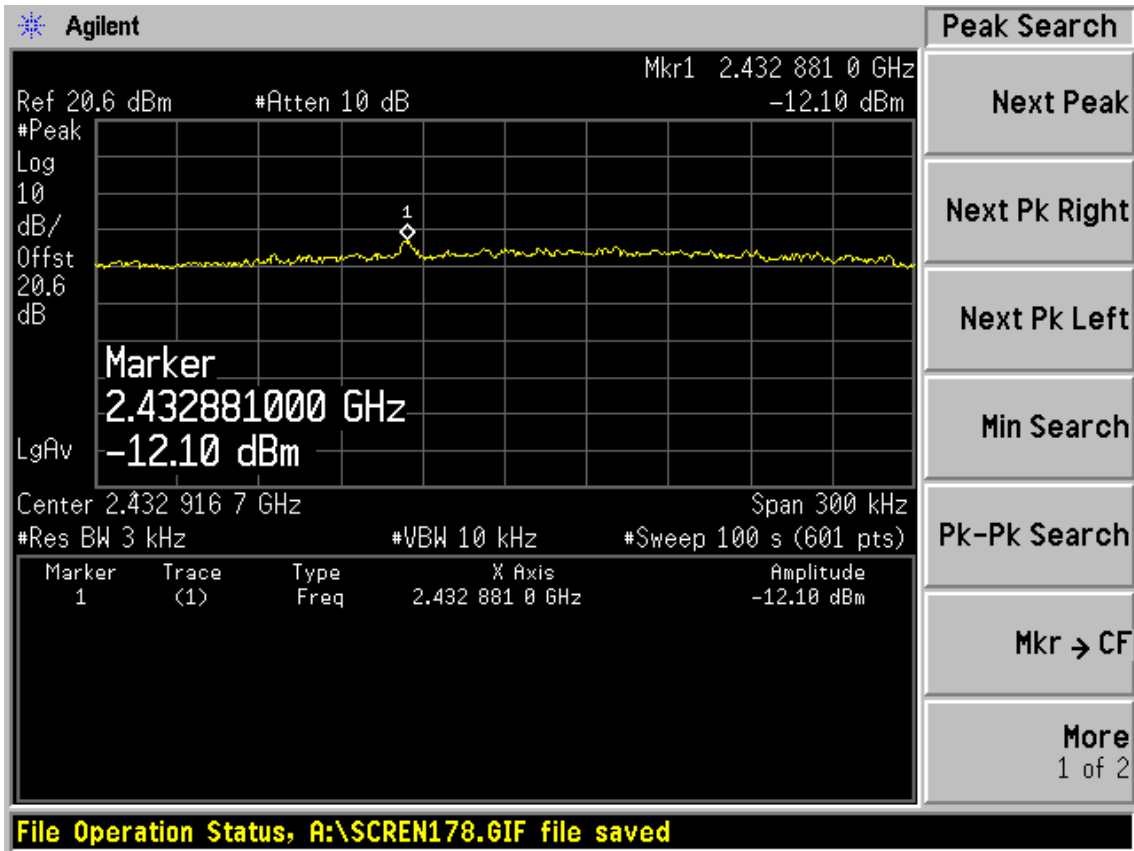 Agilent
Peak Search
Mkr1 2.432 881 0 GHz
Ref 20.6 dBm #Atten 10 dB -12.10 dBm
#Peak
Log
10
dB/
Offst
20.6
dB
1
Marker
2.432881000 GHz
-12.10 dBm
LgAv
Center 2.432 916 7 GHz Span 300 kHz
#Res BW 3 kHz #VBW 10 kHz #Sweep 100 s (601 pts)
Marker Trace Type X Axis Amplitude
1 (1) Freq 2.432 881 0 GHz -12.10 dBm
Next Peak
Next Pk Right
Next Pk Left
Min Search
Pk-Pk Search
Mkr → CF
More
1 of 2
File Operation Status, A:\SCREN178.GIF file saved